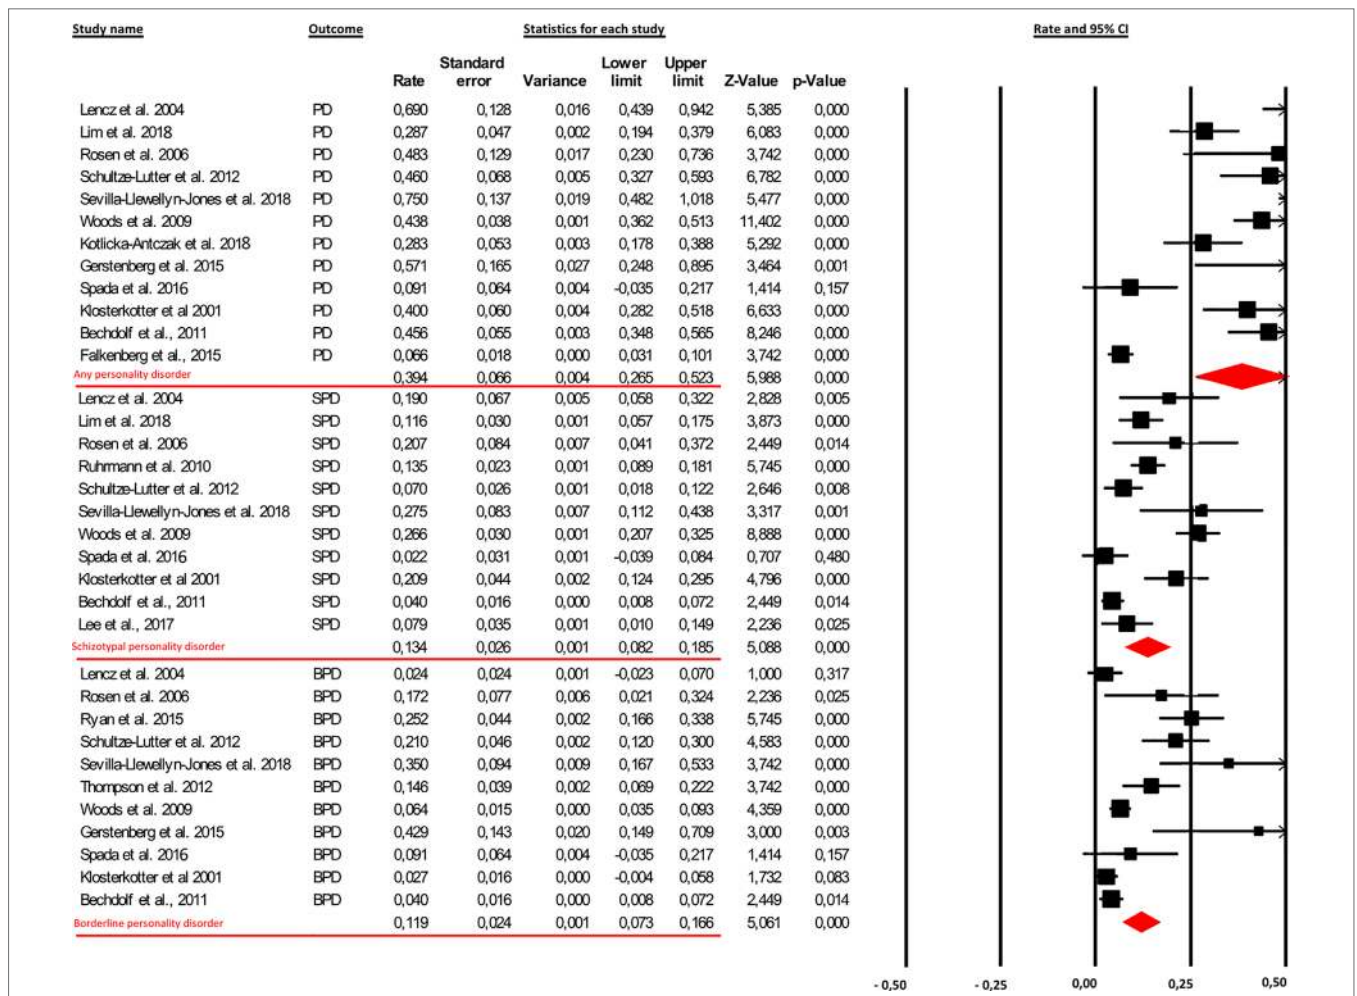 Study name Outcome Statistics for each study Rate and 95% CI
Standard Lower Upper
Rate error Variance limit limit Z-Value p-Value
Lencz et al. 2004 PD 0,690 0,128 0,016 0,439 0,942 5,385 0,000
Lim et al. 2018 PD 0,287 0,047 0,002 0,194 0,379 6,083 0,000
Rosen et al. 2006 PD 0,483 0,129 0,017 0,230 0,736 3,742 0,000
Schultze-Lutter et al. 2012 PD 0,460 0,068 0,005 0,327 0,593 6,782 0,000
Sevilla-Llewellyn-Jones et al. 2018 PD 0,750 0,137 0,019 0,482 1,018 5,477 0,000
Woods et al. 2009 PD 0,438 0,038 0,001 0,362 0,513 11,402 0,000
Kotlicka-Antczak et al. 2018 PD 0,283 0,053 0,003 0,178 0,388 5,292 0,000
Gerstenberg et al. 2015 PD 0,571 0,165 0,027 0,248 0,895 3,464 0,001
Spada et al. 2016 PD 0,091 0,064 0,004 -0,035 0,217 1,414 0,157
Klosterkotter et al 2001 PD 0,400 0,060 0,004 0,282 0,518 6,633 0,000
Bechdolf et al., 2011 PD 0,456 0,055 0,003 0,348 0,565 8,246 0,000
Falkenberg et al., 2015 PD 0,066 0,018 0,000 0,031 0,101 3,742 0,000
Any personality disorder 0,394 0,066 0,004 0,265 0,523 5,988 0,000
Lencz et al. 2004 SPD 0,190 0,067 0,005 0,058 0,322 2,828 0,005
Lim et al. 2018 SPD 0,116 0,030 0,001 0,057 0,175 3,873 0,000
Rosen et al. 2006 SPD 0,207 0,084 0,007 0,041 0,372 2,449 0,014
Ruhrmann et al. 2010 SPD 0,135 0,023 0,001 0,089 0,181 5,745 0,000
Schultze-Lutter et al. 2012 SPD 0,070 0,026 0,001 0,018 0,122 2,646 0,008
Sevilla-Llewellyn-Jones et al. 2018 SPD 0,275 0,083 0,007 0,112 0,438 3,317 0,001
Woods et al. 2009 SPD 0,266 0,030 0,001 0,207 0,325 8,888 0,000
Spada et al. 2016 SPD 0,022 0,031 0,001 -0,039 0,084 0,707 0,480
Klosterkotter et al 2001 SPD 0,209 0,044 0,002 0,124 0,295 4,796 0,000
Bechdolf et al., 2011 SPD 0,040 0,016 0,000 0,008 0,072 2,449 0,014
Lee et al., 2017 SPD 0,079 0,035 0,001 0,010 0,149 2,236 0,025
Schizotypal personality disorder 0,134 0,026 0,001 0,082 0,185 5,088 0,000
Lencz et al. 2004 BPD 0,024 0,024 0,001 -0,023 0,070 1,000 0,317
Rosen et al. 2006 BPD 0,172 0,077 0,006 0,021 0,324 2,236 0,025
Ryan et al. 2015 BPD 0,252 0,044 0,002 0,166 0,338 5,745 0,000
Schultze-Lutter et al. 2012 BPD 0,210 0,046 0,002 0,120 0,300 4,583 0,000
Sevilla-Llewellyn-Jones et al. 2018 BPD 0,350 0,094 0,009 0,167 0,533 3,742 0,000
Thompson et al. 2012 BPD 0,146 0,039 0,002 0,069 0,222 3,742 0,000
Woods et al. 2009 BPD 0,064 0,015 0,000 0,035 0,093 4,359 0,000
Gerstenberg et al. 2015 BPD 0,429 0,143 0,020 0,149 0,709 3,000 0,003
Spada et al. 2016 BPD 0,091 0,064 0,004 -0,035 0,217 1,414 0,157
Klosterkotter et al 2001 BPD 0,027 0,016 0,000 -0,004 0,058 1,732 0,083
Bechdolf et al., 2011 BPD 0,040 0,016 0,000 0,008 0,072 2,449 0,014
Borderline personality disorder 0,119 0,024 0,001 0,073 0,166 5,061 0,000
- 0,50 - 0,25 0,00 0,25 0,50